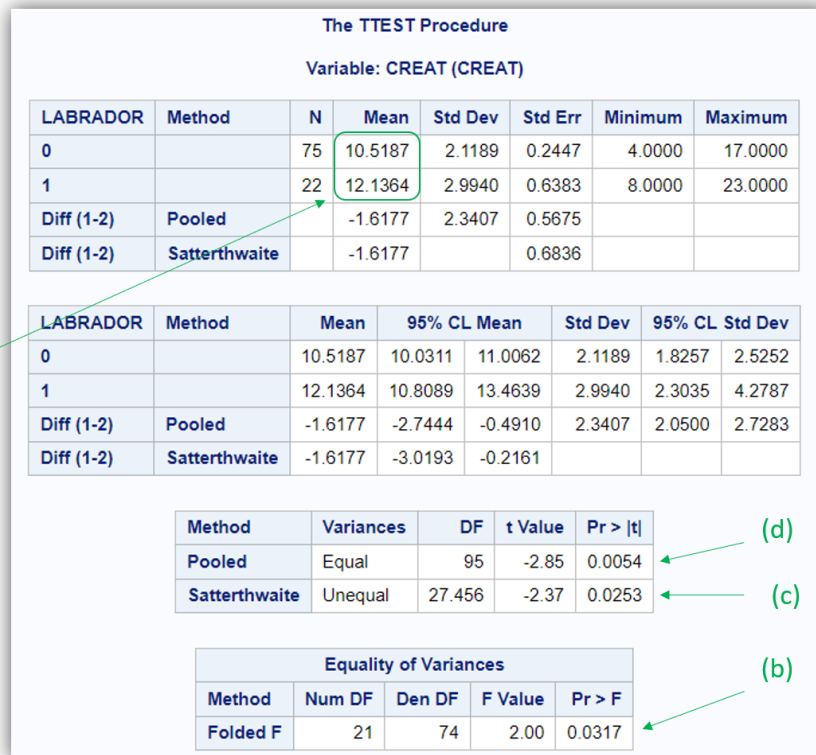 The TTEST Procedure
Variable: CREAT (CREAT)
LABRADOR Method N Mean Std Dev Std Err Minimum Maximum
0 75 10.5187 2.1189 0.2447 4.0000 17.0000
1 22 12.1364 2.9940 0.6383 8.0000 23.0000
Diff (1-2) Pooled -1.6177 2.3407 0.5675
Diff (1-2) Satterthwaite -1.6177 0.6836
LABRADOR Method Mean 95% CL Mean Std Dev 95% CL Std Dev
0 10.5187 10.0311 11.0062 2.1189 1.8257 2.5252
1 12.1364 10.8089 13.4639 2.9940 2.3035 4.2787
Diff (1-2) Pooled -1.6177 -2.7444 -0.4910 2.3407 2.0500 2.7283
Diff (1-2) Satterthwaite -1.6177 -3.0193 -0.2161
Method Variances DF t Value Pr > |t|
Pooled Equal 95 -2.85 0.0054 (d)
Satterthwaite Unequal 27.456 -2.37 0.0253 (c)
Equality of Variances
Method Num DF Den DF F Value Pr > F (b)
Folded F 21 74 2.00 0.0317